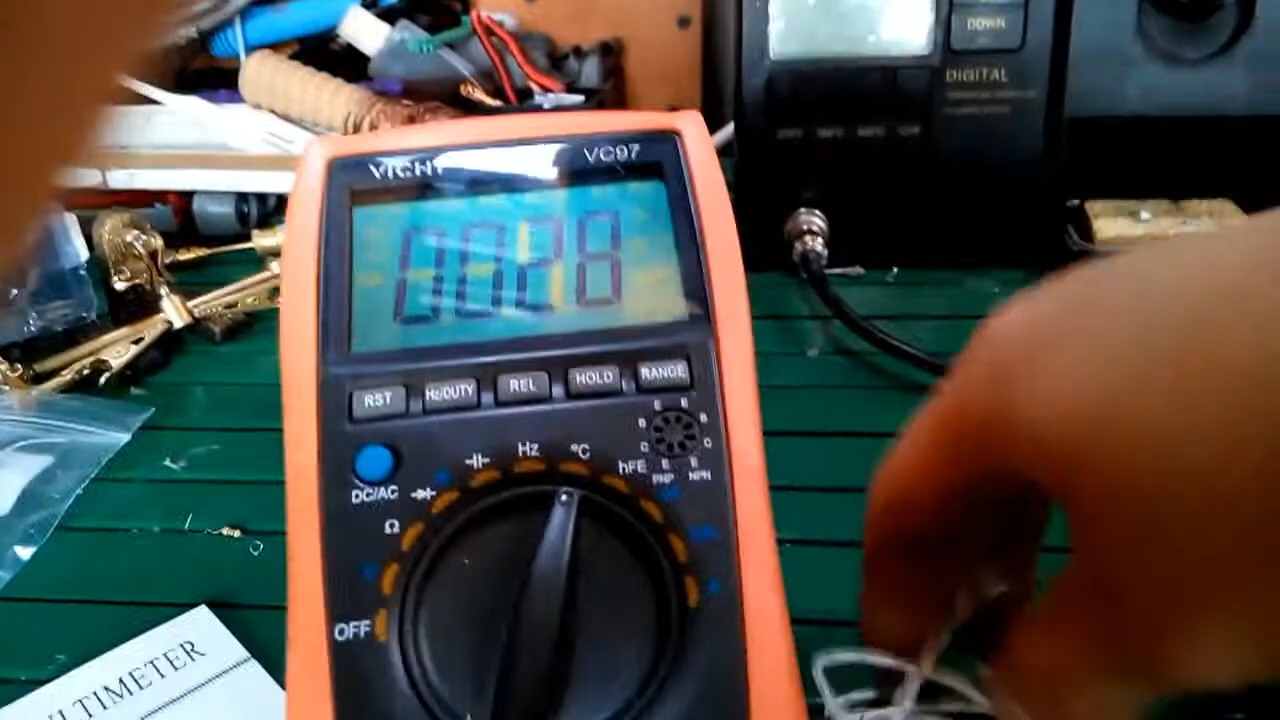 DOWN
DIGITAL
VICHY VC97
0028
RST Hz/DUTY REL HOLD RANGE
E E
B B
C C
hFE E E
PNP NPN
DC/AC
Hz
°C
Ω
OFF
LTIMETER